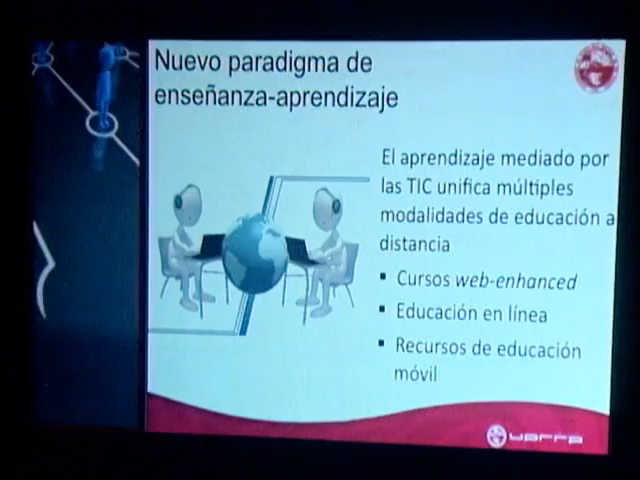 Nuevo paradigma de
enseñanza-aprendizaje
El aprendizaje mediado por
las TIC unifica múltiples
modalidades de educación a
distancia
▪ Cursos web-enhanced
▪ Educación en línea
▪ Recursos de educación
móvil